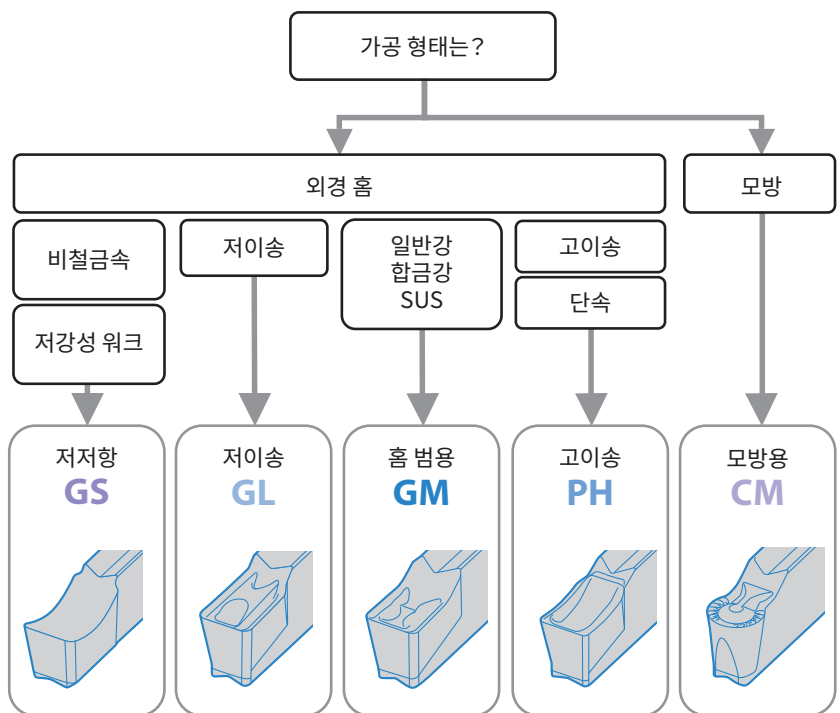 가공 형태는?
외경 홈
모방
비철금속
저이송
일반강
합금강
SUS
고이송
단속
저강성 워크
저저항
GS
저이송
GL
홈 범용
GM
고이송
PH
모방용
CM